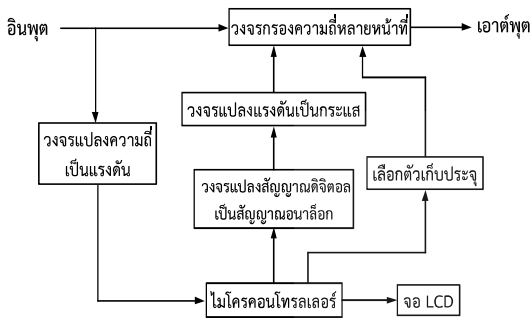 อินพุต
วงจรกรองความถี่หลายหน้าที่
เอาต์พุต
วงจรแปลงแรงดันเป็นกระแส
วงจรแปลงความถี่
เป็นแรงดัน
เลือกตัวเก็บประจุ
วงจรแปลงสัญญาณดิจิตอล
เป็นสัญญาณอนาล็อก
ไมโครคอนโทรลเลอร์
จอ LCD